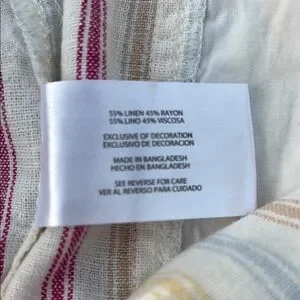 55% LINEN 45% RAYON
55% LINO 45% VISCOSA
EXCLUSIVE OF DECORATION
EXCLUSIVO DE DECORACION
MADE IN BANGLADESH
HECHO EN BANGLADESH
SEE REVERSE FOR CARE
VER AL REVERSO PARA CUIDADO